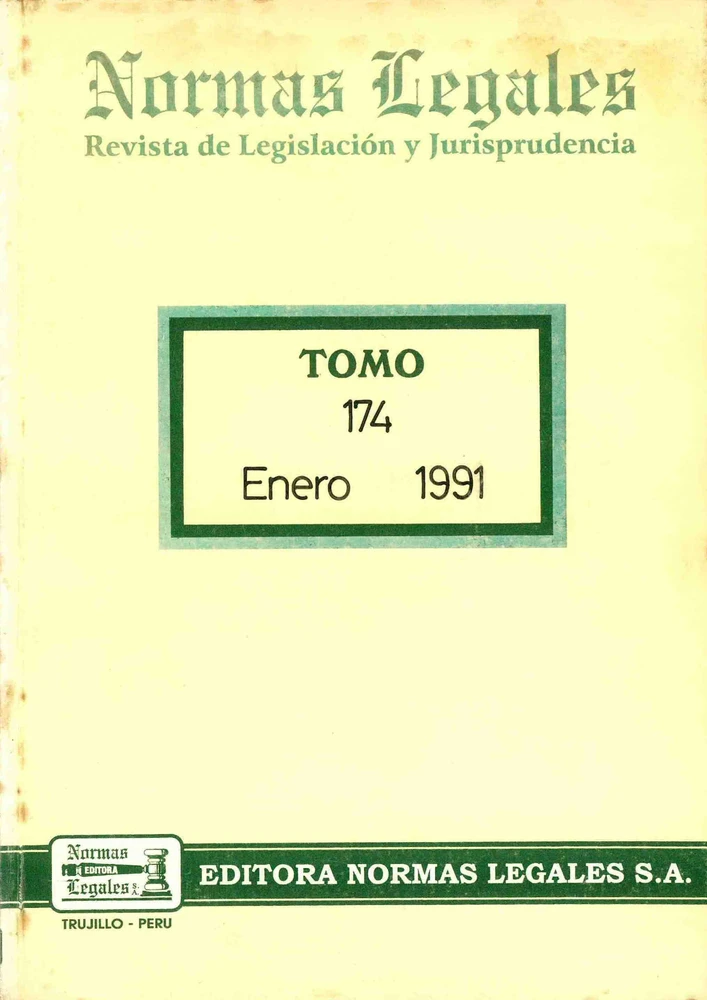 Normas Legales
Revista de Legislación y Jurisprudencia
TOMO
174
Enero 1991
Normas
EDITORA
Legales S.A.
EDITORA NORMAS LEGALES S.A.
TRUJILLO - PERU